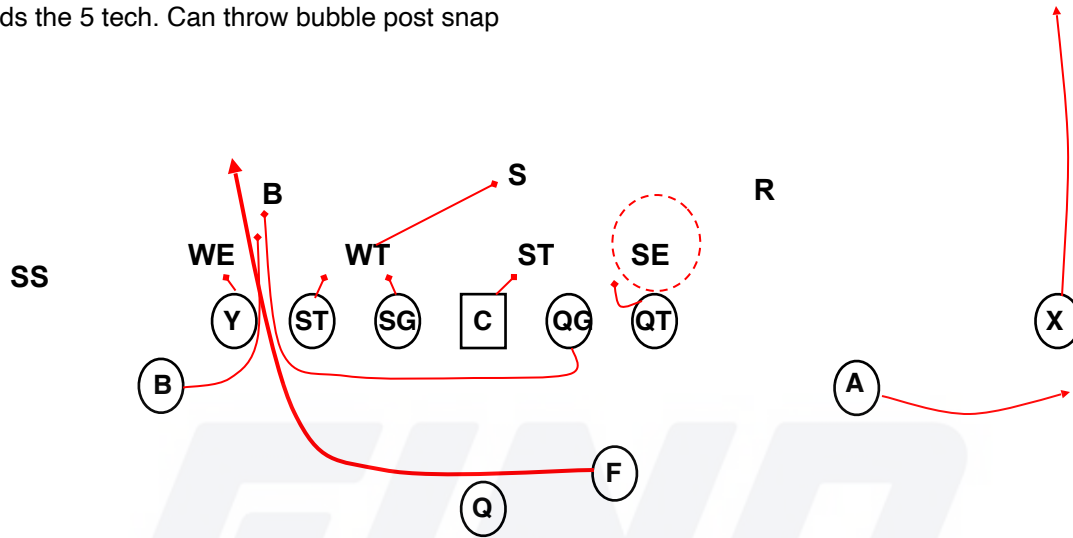 ds the 5 tech. Can throw bubble post snap
S
R
B
WE WT ST SE
SS
Y ST SG C QG QT X
B A
F
Q